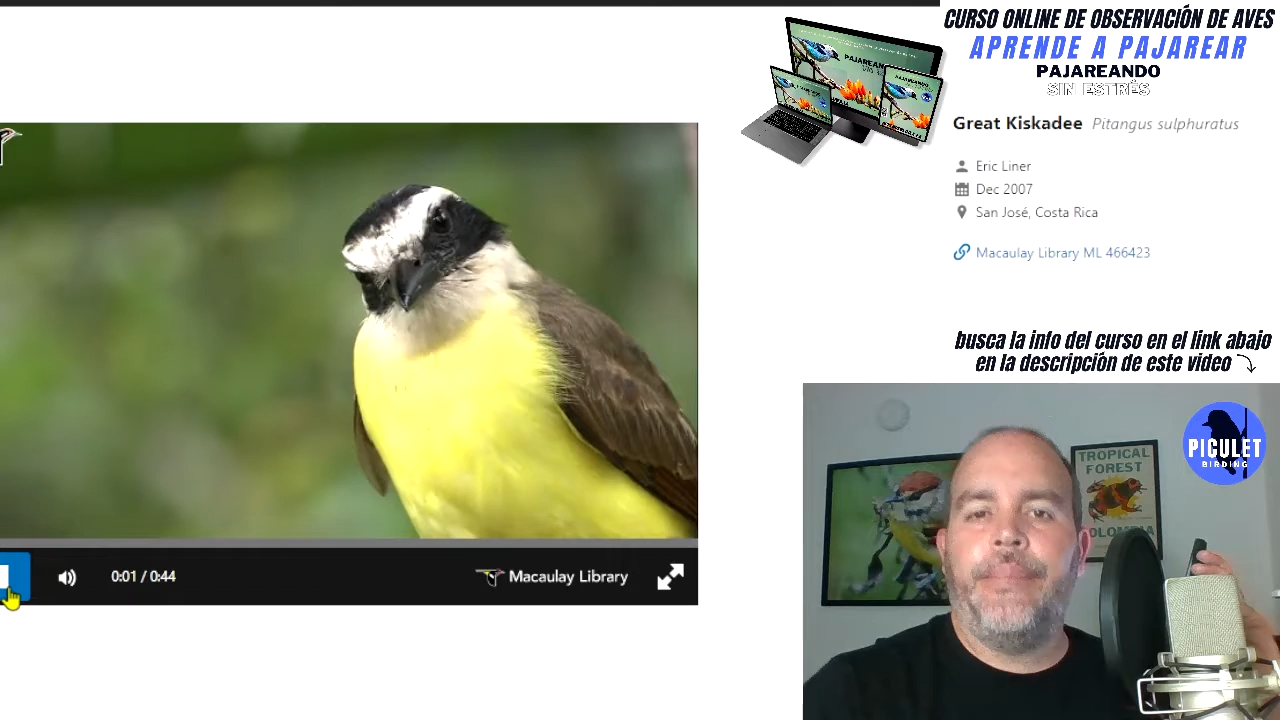 CURSO ONLINE DE OBSERVACIÓN DE AVES
APRENDE A PAJAREAR
PAJAREANDO
SIN ESTRÉS
Great Kiskadee Pitangus sulphuratus
Eric Liner
Dec 2007
San José, Costa Rica
Macaulay Library ML 466423
busca la info del curso en el link abajo
en la descripción de este video
TROPICAL
FOREST
PICULET
BIRDING
0:01 / 0:44
Macaulay Library